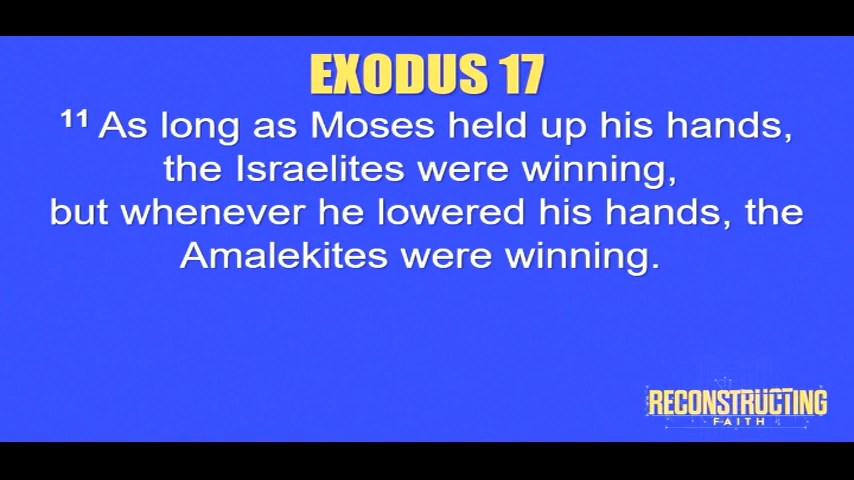 EXODUS 17
11 As long as Moses held up his hands,
the Israelites were winning,
but whenever he lowered his hands, the
Amalekites were winning.
RECONSTRUCTING
FAITH